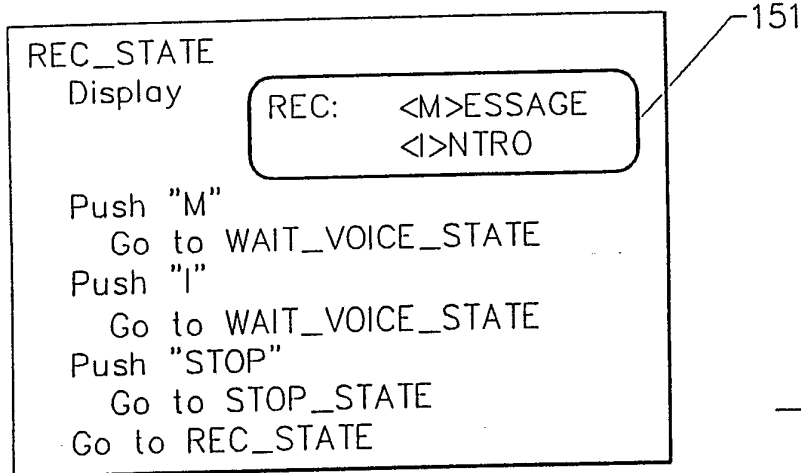 151
REC_STATE
Display
REC: <M>ESSAGE
<I>NTRO
Push "M"
Go to WAIT_VOICE_STATE
Push "I"
Go to WAIT_VOICE_STATE
Push "STOP"
Go to STOP_STATE
Go to REC_STATE